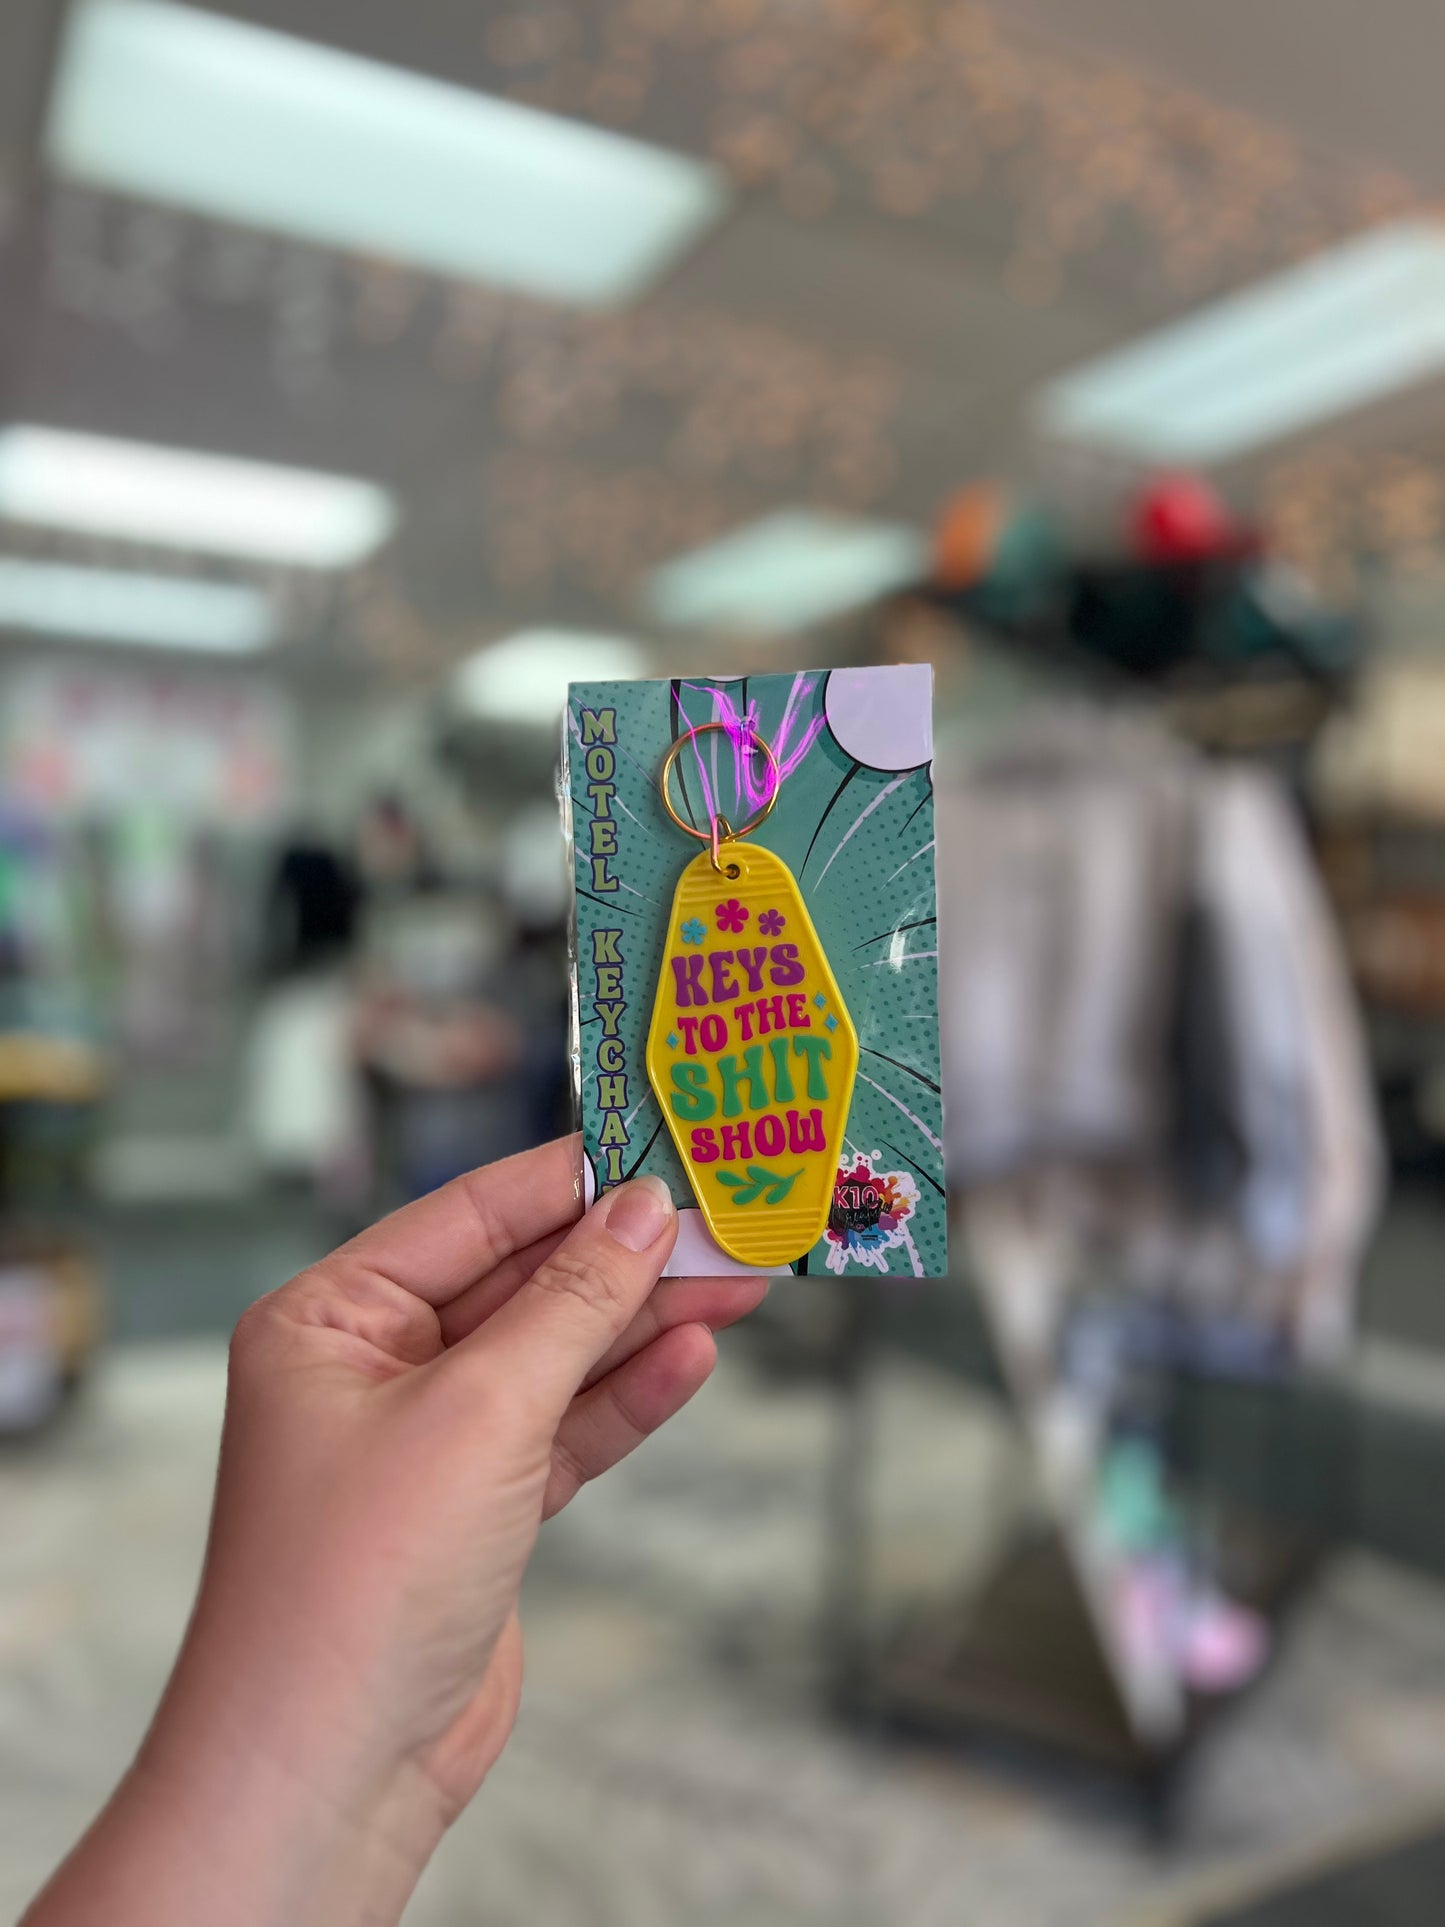 MOTEL KEYCHAI
KEYS
TO THE
SHIT
SHOW
K10